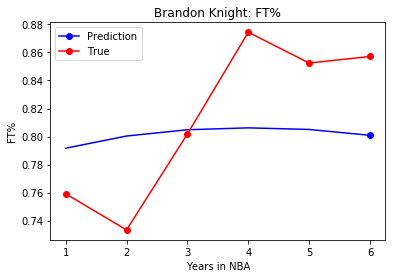 Brandon Knight: FT%
Prediction
True
FT%
0.88
0.86
0.84
0.82
0.80
0.78
0.76
0.74
1 2 3 4 5 6
Years in NBA